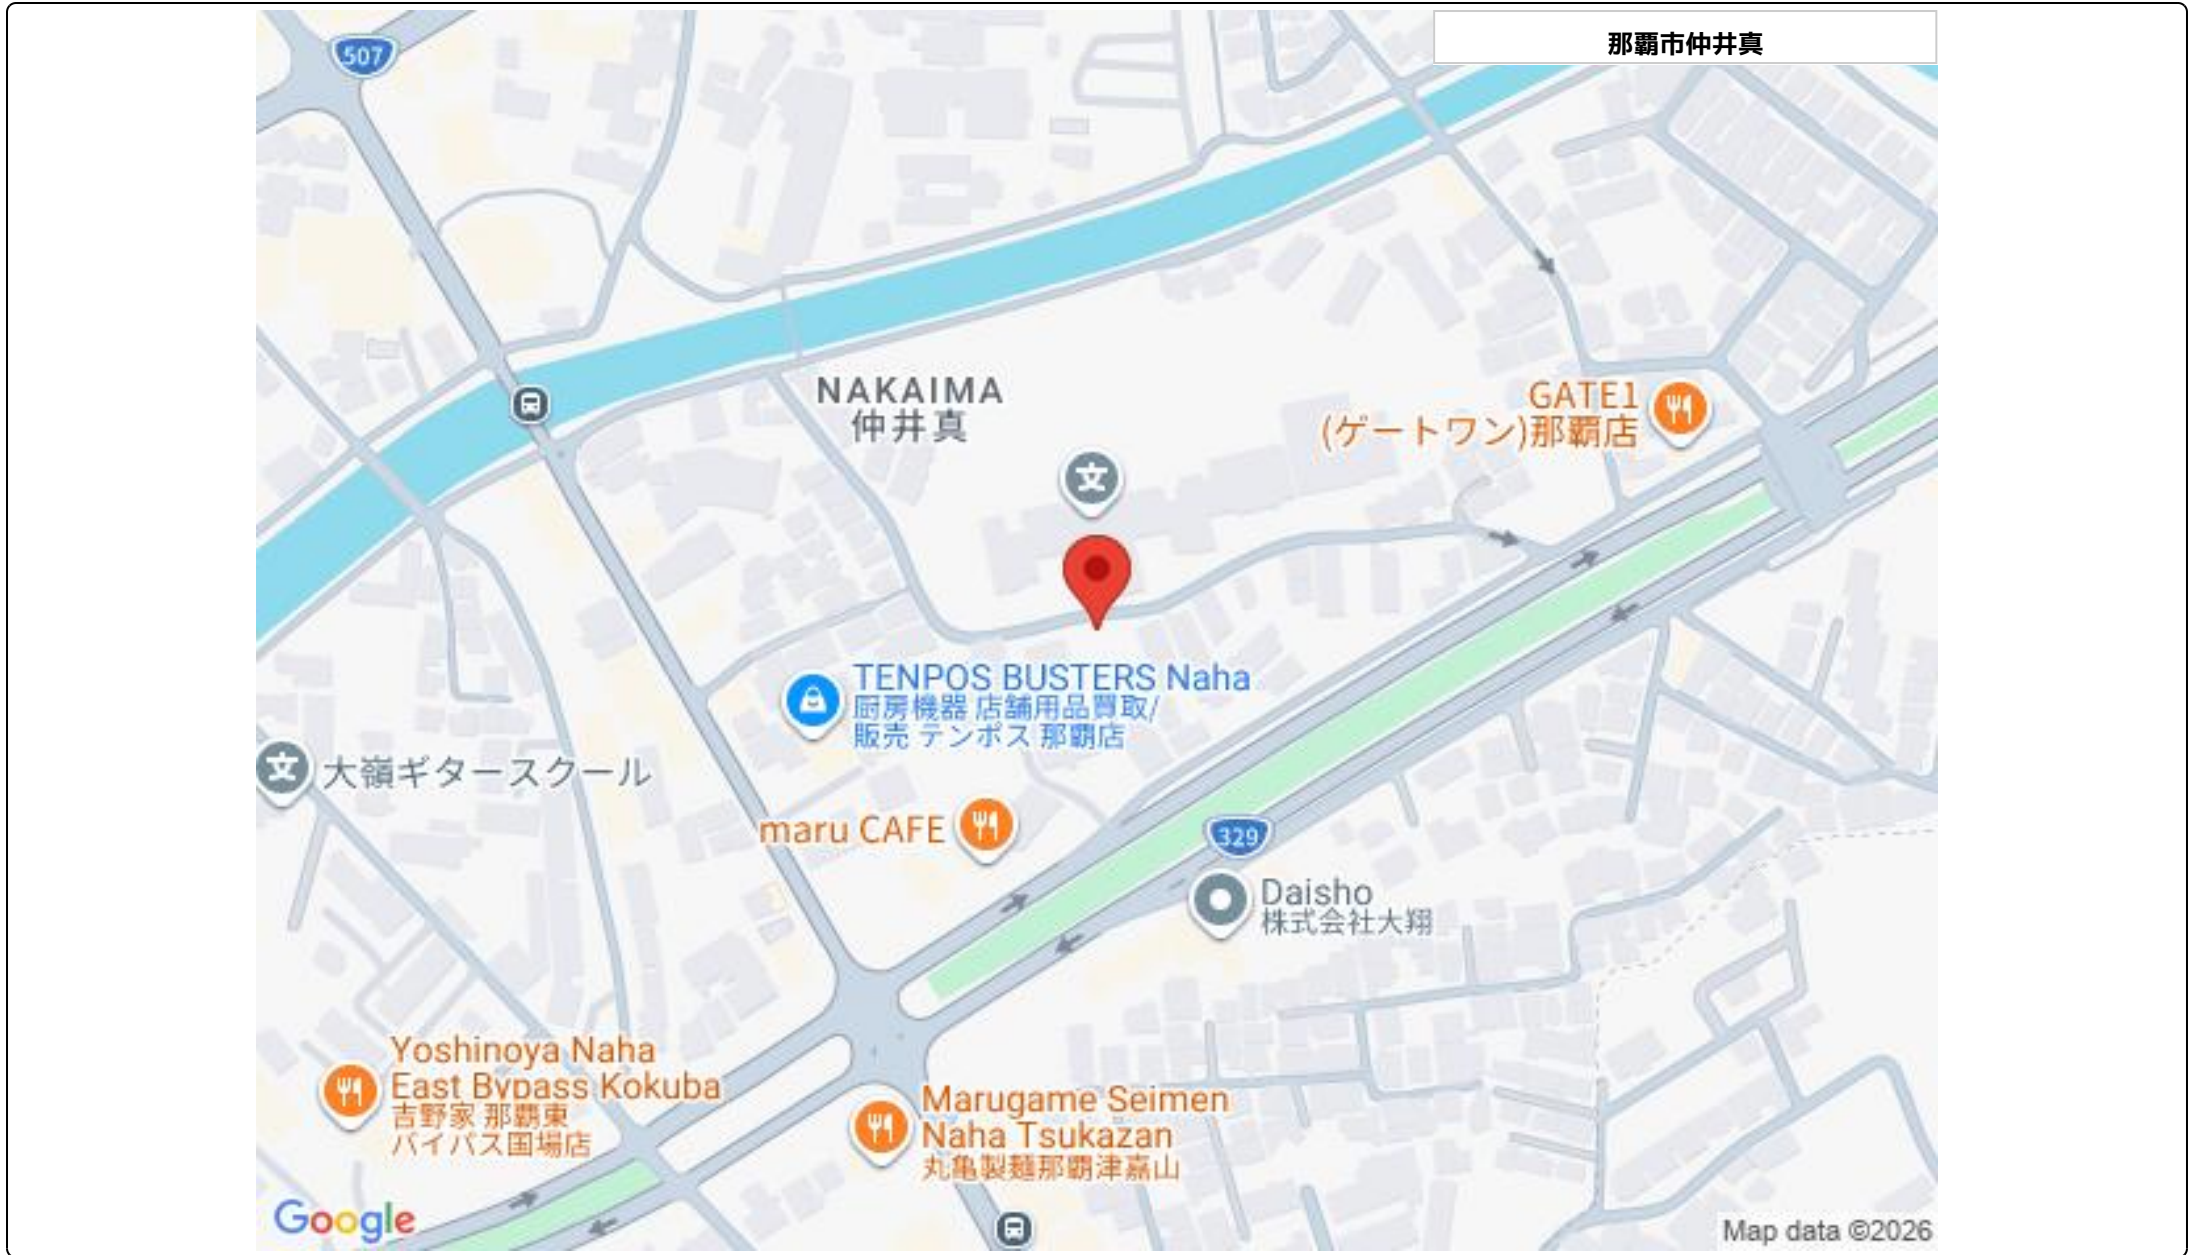 那覇市仲井真
507
NAKAIMA
仲井真
GATE1
(ゲートワン)那覇店
文
TENPOS BUSTERS Naha
厨房機器 店舗用品買取/
販売 テンポス 那覇店
文
大嶺ギタースクール
maru CAFE
329
Daisho
株式会社大翔
Yoshinoya Naha
East Bypass Kokuba
吉野家 那覇東
バイパス国場店
Marugame Seimen
Naha Tsukazan
丸亀製麺那覇津嘉山
Google
Map data ©2026